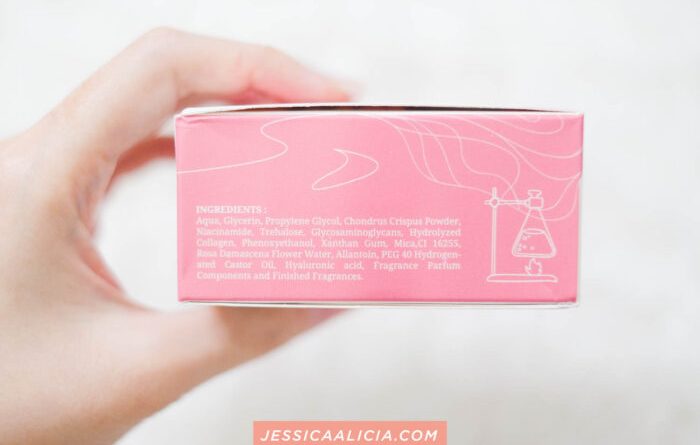 INGREDIENTS :
Aqua, Glycerin, Propylene Glycol, Chondrus Crispus Powder,
Niacinamide, Trehalose, Glycosaminoglycans, Hydrolyzed
Collagen, Phenoxyethanol, Xanthan Gum, Mica,CI 16255,
Rosa Damascena Flower Water, Allantoin, PEG 40 Hydrogen-
ated Castor Oil, Hyaluronic acid, Fragrance Parfum
Components and Finished Fragrances.
JESSICAALICIA.COM